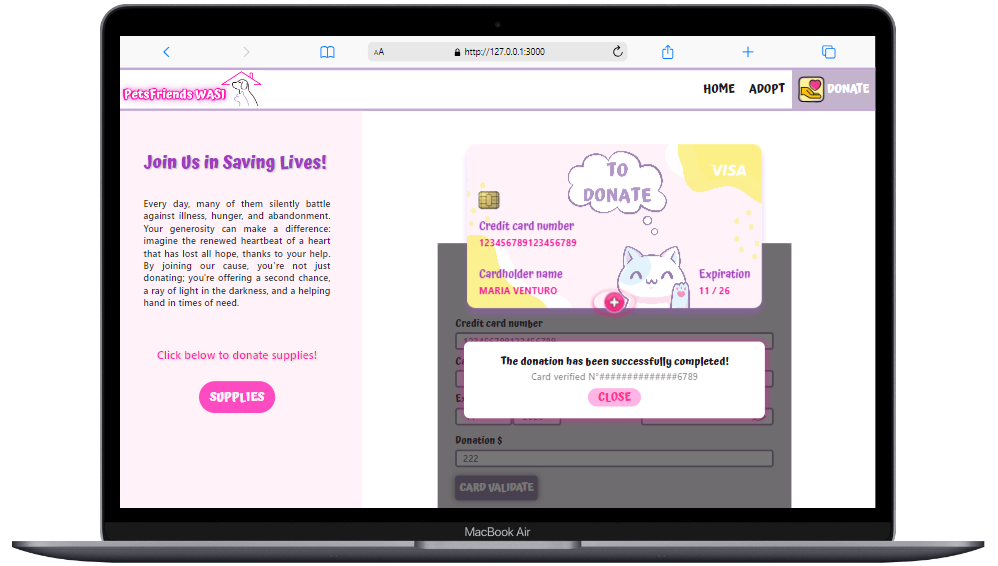 AA
http://127.0.0.1:3000
PetsFriends WASI
HOME ADOPT DONATE
Join Us in Saving Lives!
Every day, many of them silently battle
against illness, hunger, and abandonment.
Your generosity can make a difference:
imagine the renewed heartbeat of a heart
that has lost all hope, thanks to your help.
By joining our cause, you're not just
donating; you're offering a second chance,
a ray of light in the darkness, and a helping
hand in times of need.
Click below to donate supplies!
SUPPLIES
TO
DONATE
VISA
Credit card number
123456789123456789
Cardholder name
MARIA VENTURO
Expiration
11 / 26
Credit card number
123456789123456789
The donation has been successfully completed!
Card verified N°##############6789
CLOSE
Donation $
222
CARD VALIDATE
MacBook Air